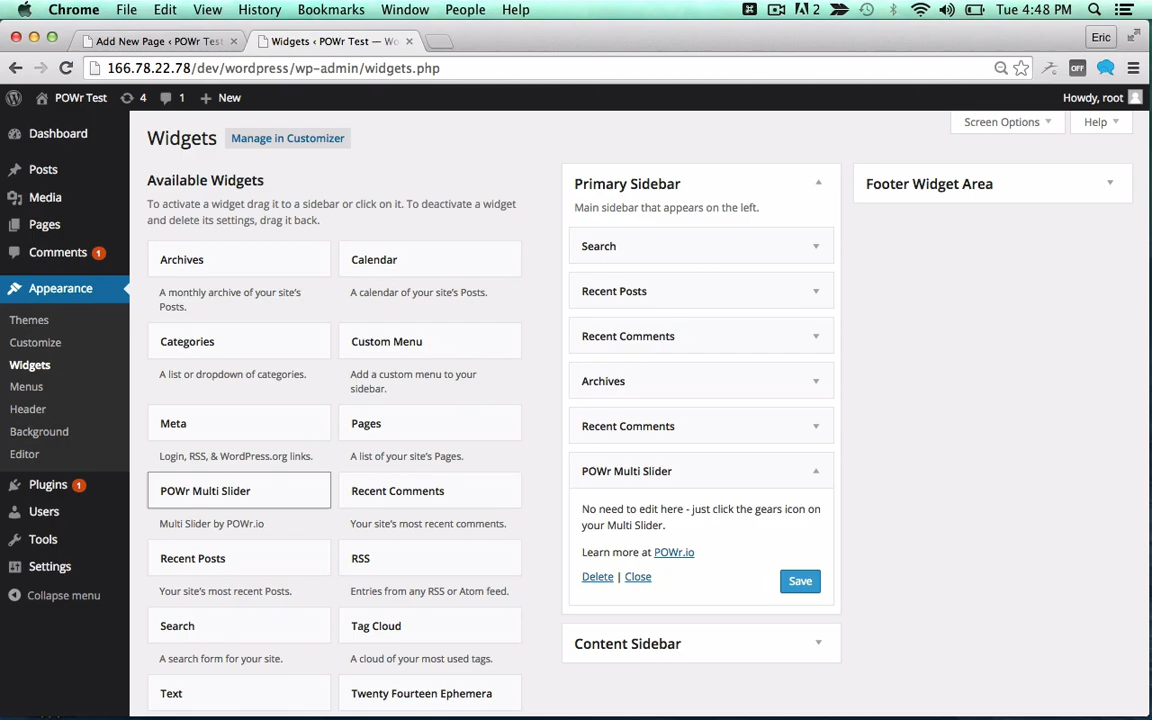 Chrome File Edit View History Bookmarks Window People Help 2 Tue 4:48 PM
Add New Page ‹ POWr Test × Widgets ‹ POWr Test — Wo × Eric
166.78.22.78/dev/wordpress/wp-admin/widgets.php OFF
POWr Test 4 1 + New Howdy, root
Screen Options Help
Dashboard
Posts
Media
Pages
Comments 1
Appearance
Themes
Customize
Widgets
Menus
Header
Background
Editor
Plugins 1
Users
Tools
Settings
Collapse menu
Widgets Manage in Customizer
Available Widgets
To activate a widget drag it to a sidebar or click on it. To deactivate a widget
and delete its settings, drag it back.
Archives
A monthly archive of your site's
Posts.
Calendar
A calendar of your site's Posts.
Categories
A list or dropdown of categories.
Custom Menu
Add a custom menu to your
sidebar.
Meta
Login, RSS, & WordPress.org links.
Pages
A list of your site's Pages.
POWr Multi Slider
Multi Slider by POWr.io
Recent Comments
Your site's most recent comments.
Recent Posts
Your site's most recent Posts.
RSS
Entries from any RSS or Atom feed.
Search
A search form for your site.
Tag Cloud
A cloud of your most used tags.
Text
Twenty Fourteen Ephemera
Primary Sidebar
Main sidebar that appears on the left.
Search
Recent Posts
Recent Comments
Archives
Recent Comments
POWr Multi Slider
No need to edit here - just click the gears icon on
your Multi Slider.
Learn more at POWr.io
Delete | Close Save
Content Sidebar
Footer Widget Area